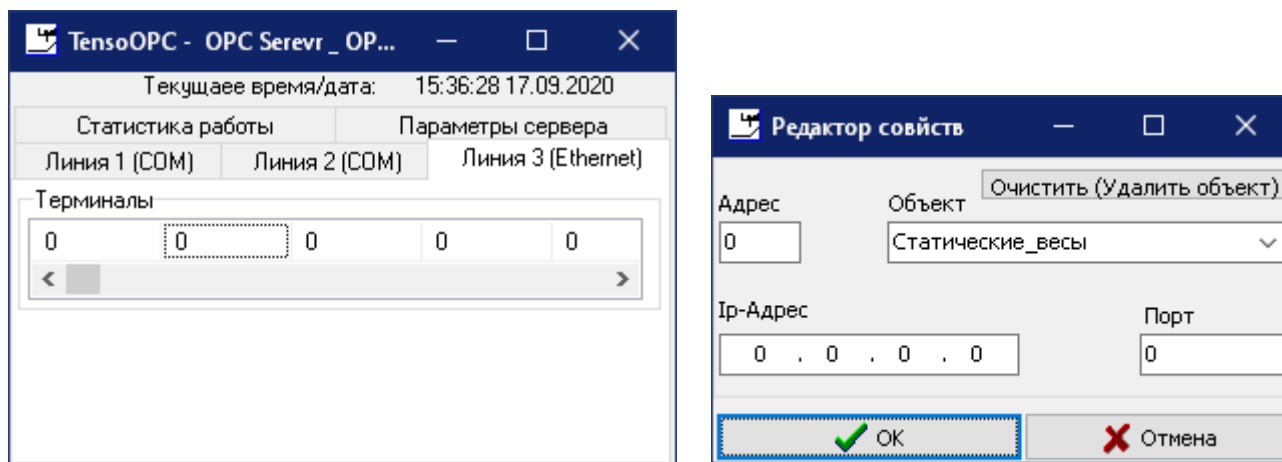 TensoOPC - OPC Serevr _ OP...
Текущаее время/дата: 15:36:28 17.09.2020
Статистика работы Параметры сервера
Линия 1 (COM) Линия 2 (COM) Линия 3 (Ethernet)
Терминалы
0 0 0 0 0
Редактор совйств
Очистить (Удалить объект)
Адрес Объект
0 Статические_весы
Ip-Адрес Порт
0 . 0 . 0 . 0 0
OK Отмена